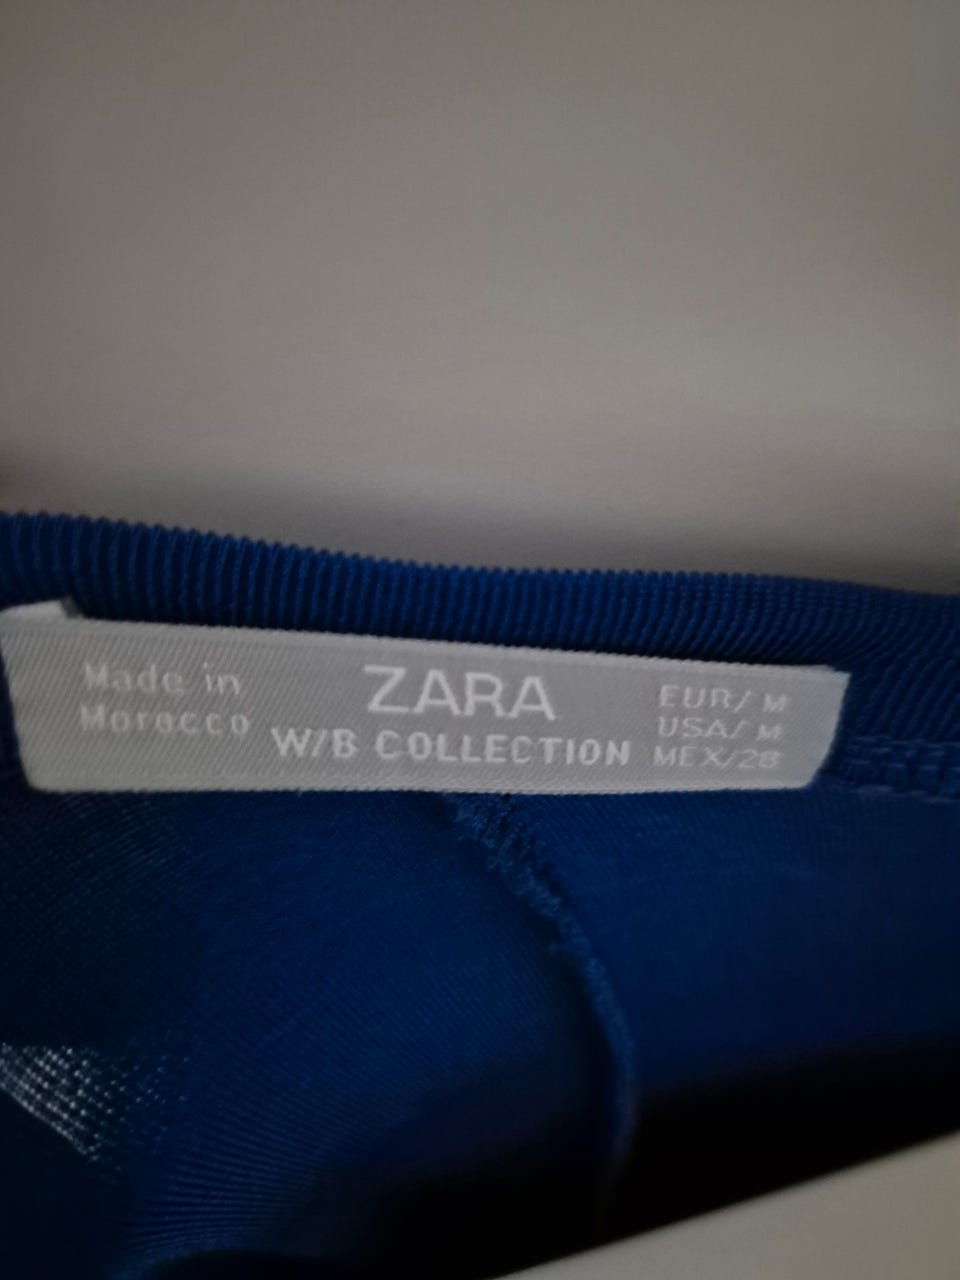 Made in
Morocco
ZARA
W/B COLLECTION
EUR/ M
USA/ M
MEX/28